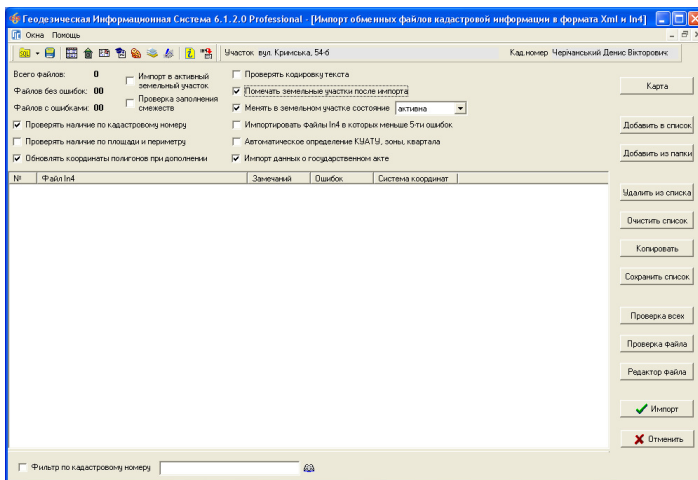 Геодезическая Информационная Система 6.1.2.0 Professional - [Импорт обменных файлов кадастровой информации в формата Xml и In4]
Окна Помощь
Участок вул. Кримська, 54-б
Кад.номер Черічанський Денис Вікторович
Всего файлов: 0
Файлов без ошибок: 00
Файлов с ошибками: 00
Импорт в активный земельный участок
Проверка заполнения смежеств
Проверять наличие по кадастровому номеру
Проверять наличие по площади и периметру
Обновлять координаты полигонов при дополнении
Проверять кодировку текста
Помечать земельные участки после импорта
Менять в земельном участке состояние активна
Импортировать файлы In4 в которых меньше 5-ти ошибок
Автоматическое определение КУАТУ, зоны, квартала
Импорт данных о государственном акте
№ Файл In4 Замечаний Ошибок Система координат
Карта
Добавить в список
Добавить из папки
Удалить из списка
Очистить список
Копировать
Сохранить список
Проверка всех
Проверка файла
Редактор файла
Импорт
Отменить
Фильтр по кадастровому номеру